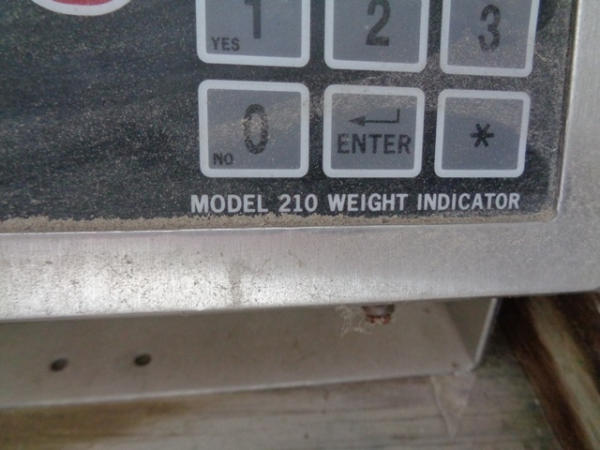 1 2 3
YES
0 ENTER *
NO
MODEL 210 WEIGHT INDICATOR